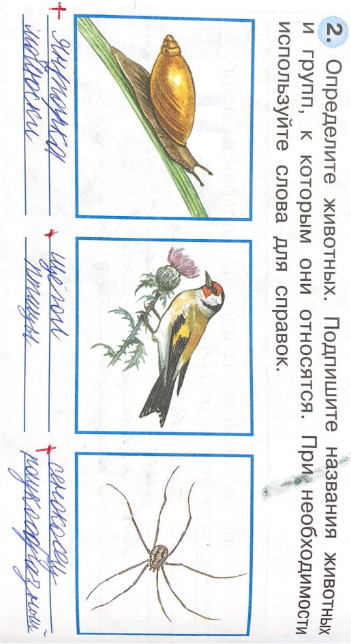 2. Определите животных. Подпишите названия животных
и групп, к которым они относятся. При необходимости
используйте слова для справок.
+ янтарка
моллюски
+ щегол
птицы
+ сенокосец
паукообразный